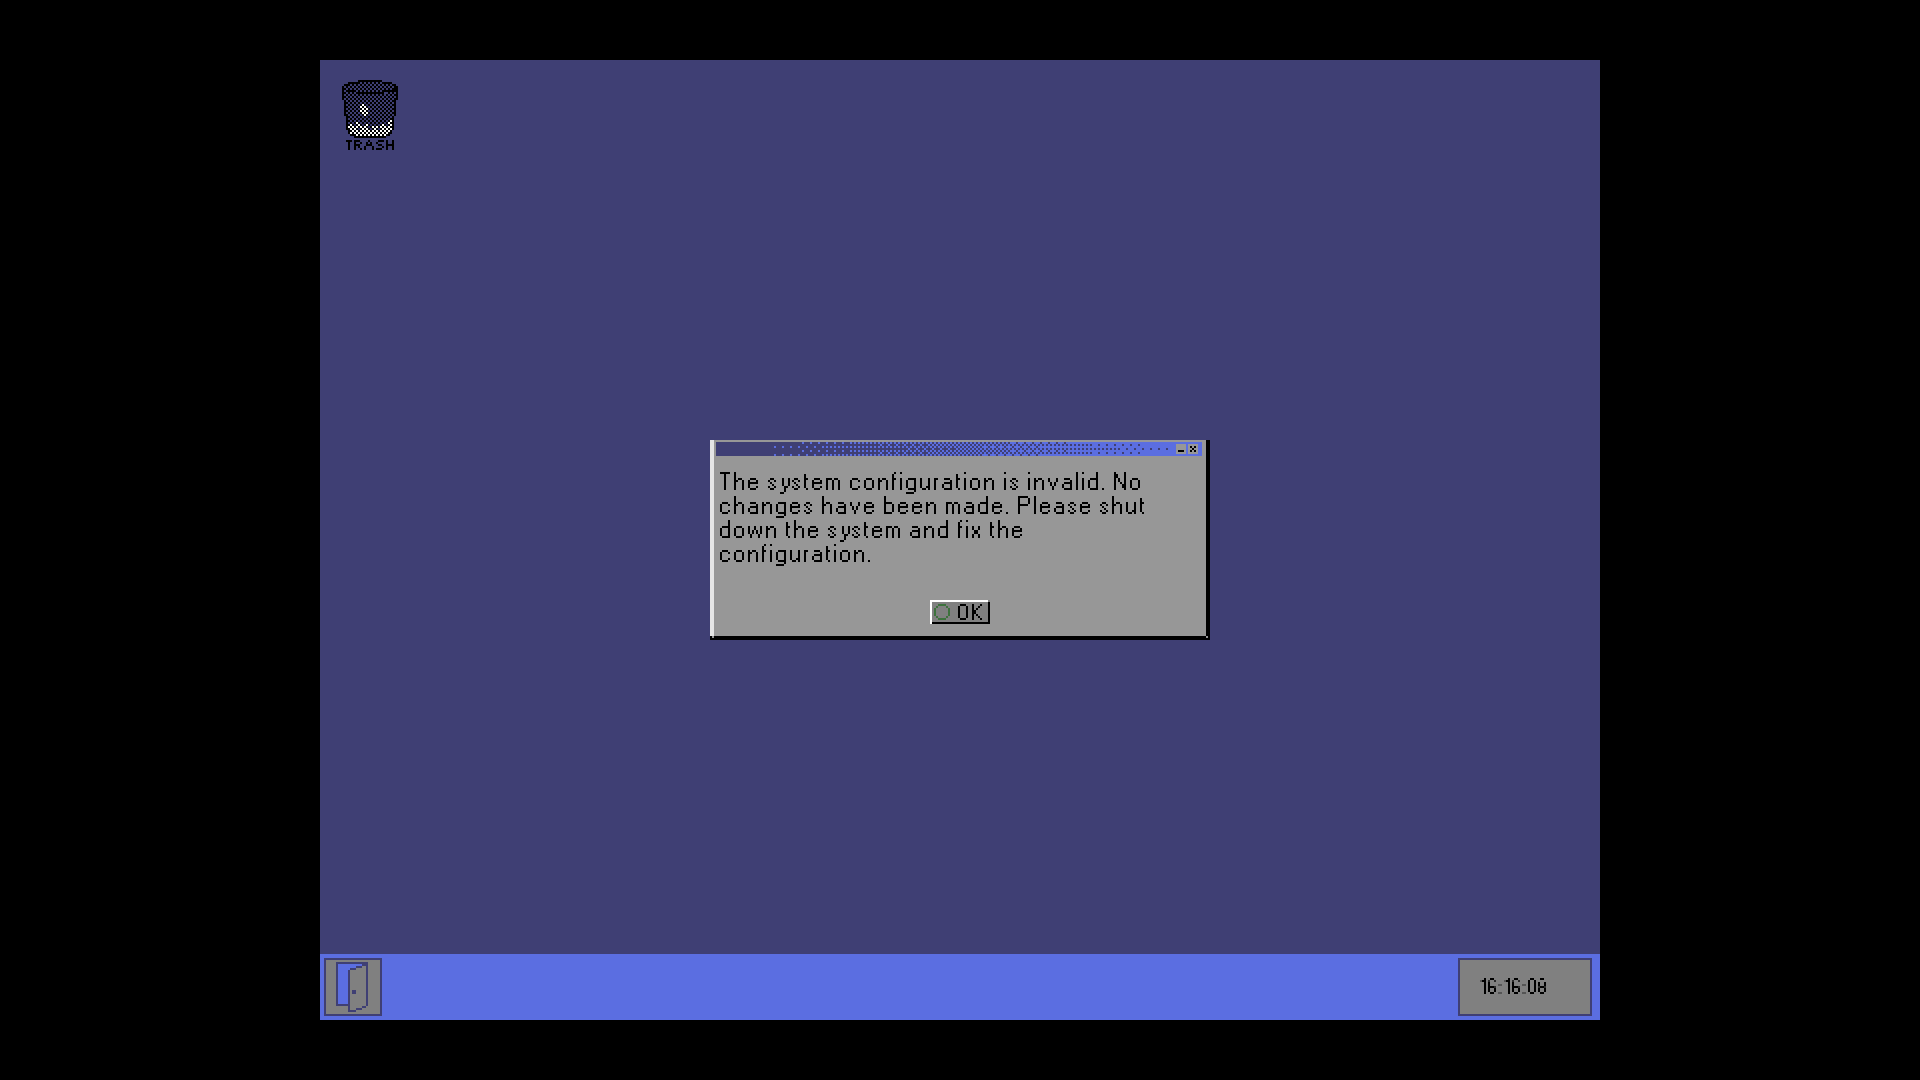 TRASH
The system configuration is invalid. No
changes have been made. Please shut
down the system and fix the
configuration.
OK
16:16:08